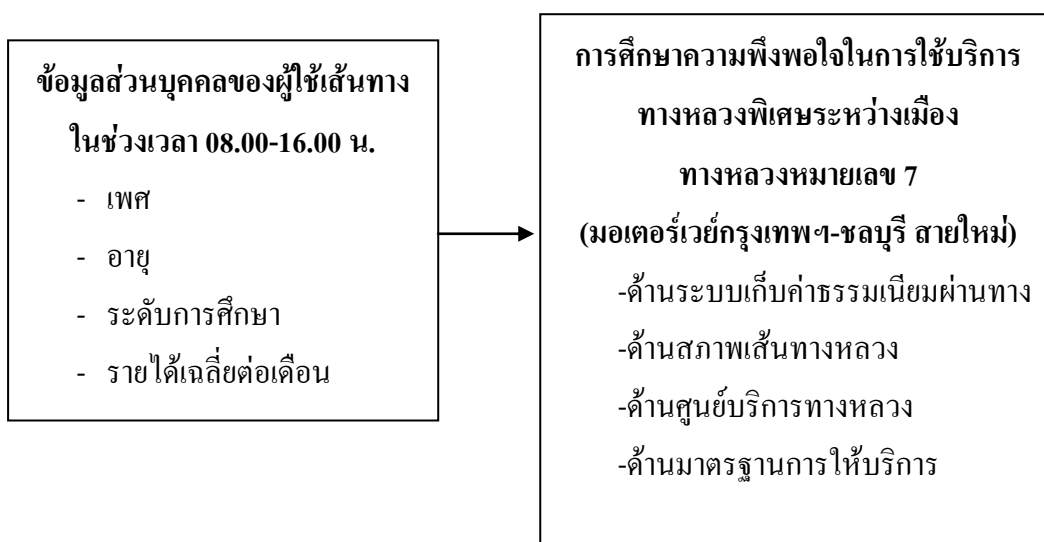 ข้อมูลส่วนบุคคลของผู้ใช้เส้นทาง
ในช่วงเวลา 08.00-16.00 น.
- เพศ
- อายุ
- ระดับการศึกษา
- รายได้เฉลี่ยต่อเดือน
การศึกษาความพึงพอใจในการใช้บริการ
ทางหลวงพิเศษระหว่างเมือง
ทางหลวงหมายเลข 7
(มอเตอร์เวย์กรุงเทพฯ-ชลบุรี สายใหม่)
-ด้านระบบเก็บค่าธรรมเนียมผ่านทาง
-ด้านสภาพเส้นทางหลวง
-ด้านศูนย์บริการทางหลวง
-ด้านมาตรฐานการให้บริการ